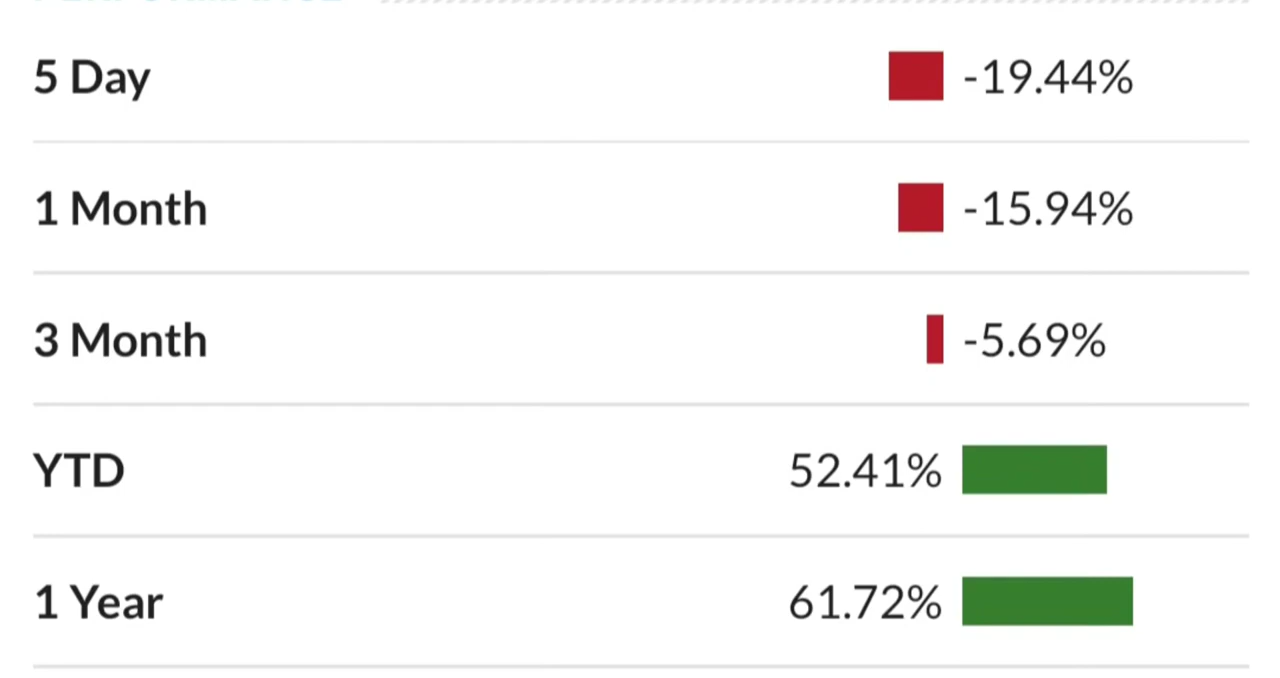 5 Day -19.44%
1 Month -15.94%
3 Month -5.69%
YTD 52.41%
1 Year 61.72%